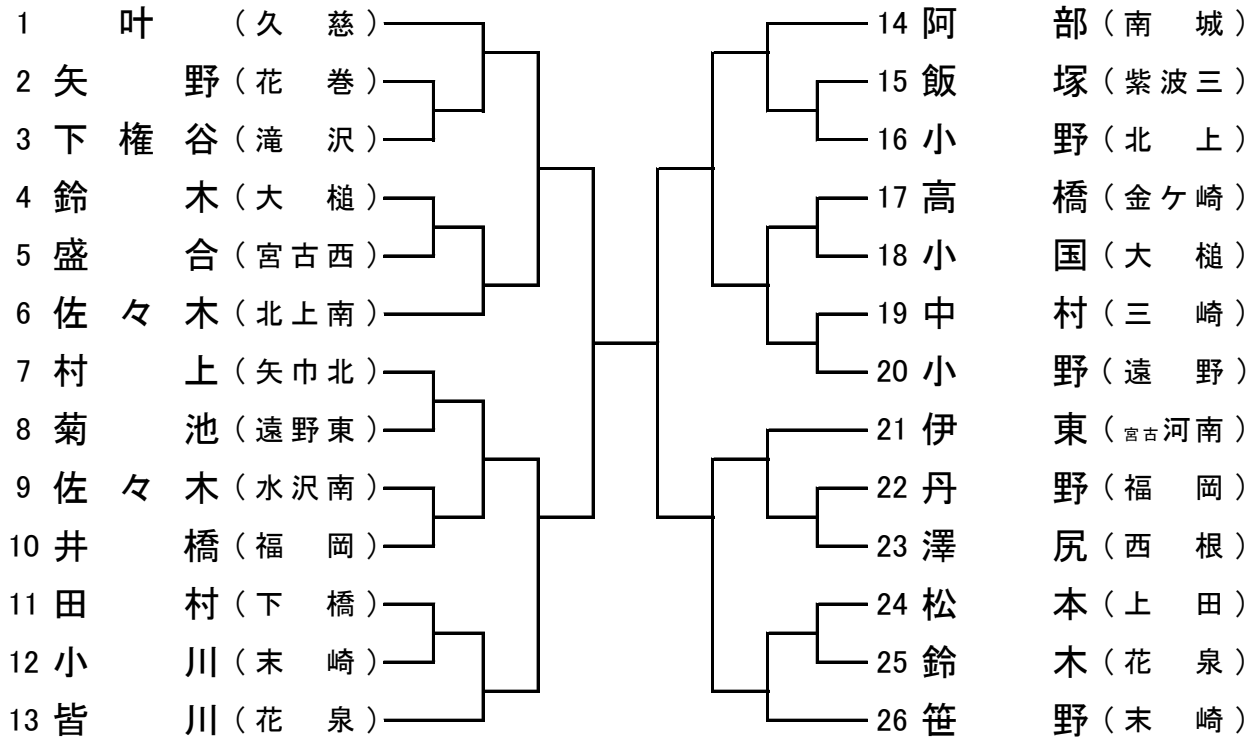 1 叶 (久慈)
2 矢野 (花巻)
3 下権谷 (滝沢)
4 鈴木 (大槌)
5 盛合 (宮古西)
6 佐々木 (北上南)
7 村上 (矢巾北)
8 菊池 (遠野東)
9 佐々木 (水沢南)
10 井橋 (福岡)
11 田村 (下橋)
12 小川 (末崎)
13 皆川 (花泉)
14 阿部 (南城)
15 飯塚 (紫波三)
16 小野 (北上)
17 高橋 (金ケ崎)
18 小国 (大槌)
19 中村 (三崎)
20 小野 (遠野)
21 伊東 (宮古河南)
22 丹野 (福岡)
23 澤尻 (西根)
24 松本 (上田)
25 鈴木 (花泉)
26 笹野 (末崎)